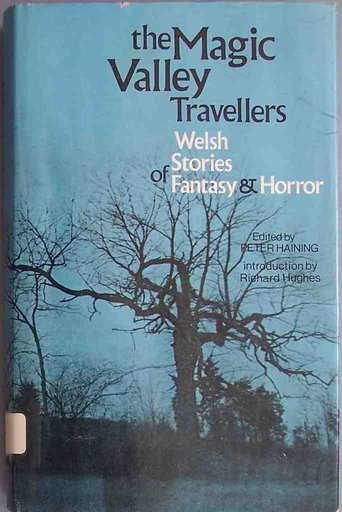 the Magic
Valley
Travellers
Welsh
Stories
of
Fantasy & Horror
Edited by
PETER HAINING
introduction by
Richard Hughes